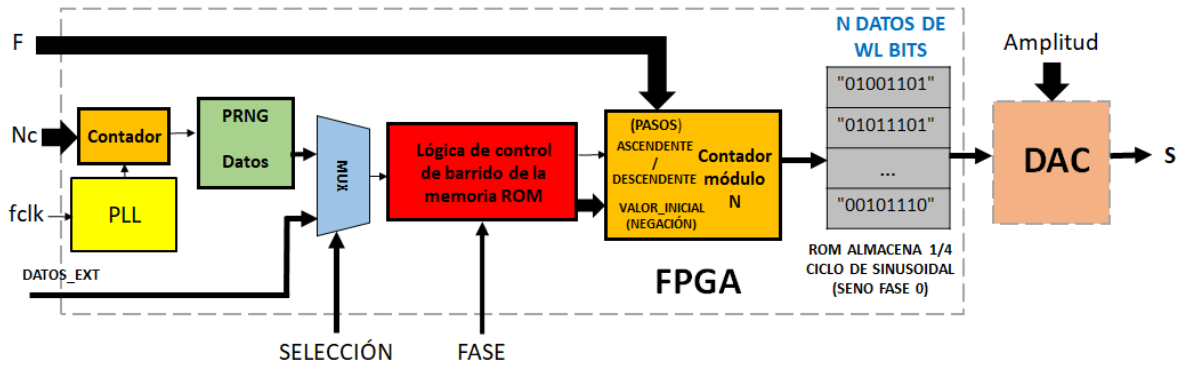 F
Nc
fclk
DATOS_EXT
Contador
PLL
PRNG
Datos
MUX
SELECCIÓN
Lógica de control
de barrido de la
memoria ROM
FASE
(PASOS)
ASCENDENTE
/
DESCENDENTE
VALOR_INICIAL
(NEGACIÓN)
Contador
módulo
N
FPGA
N DATOS DE
WL BITS
"01001101"
"01011101"
...
"00101110"
ROM ALMACENA 1/4
CICLO DE SINUSOIDAL
(SENO FASE 0)
Amplitud
DAC
S